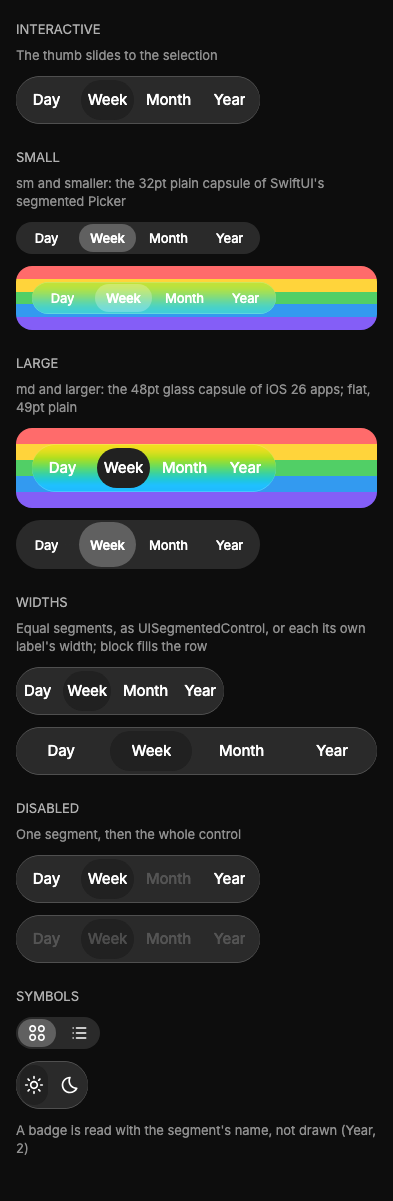 INTERACTIVE
The thumb slides to the selection
Day Week Month Year
SMALL
sm and smaller: the 32pt plain capsule of SwiftUI's
segmented Picker
Day Week Month Year
Day Week Month Year
LARGE
md and larger: the 48pt glass capsule of iOS 26 apps; flat,
49pt plain
Day Week Month Year
Day Week Month Year
WIDTHS
Equal segments, as UISegmentedControl, or each its own
label's width; block fills the row
Day Week Month Year
Day Week Month Year
DISABLED
One segment, then the whole control
Day Week Month Year
Day Week Month Year
SYMBOLS
A badge is read with the segment's name, not drawn (Year,
2)